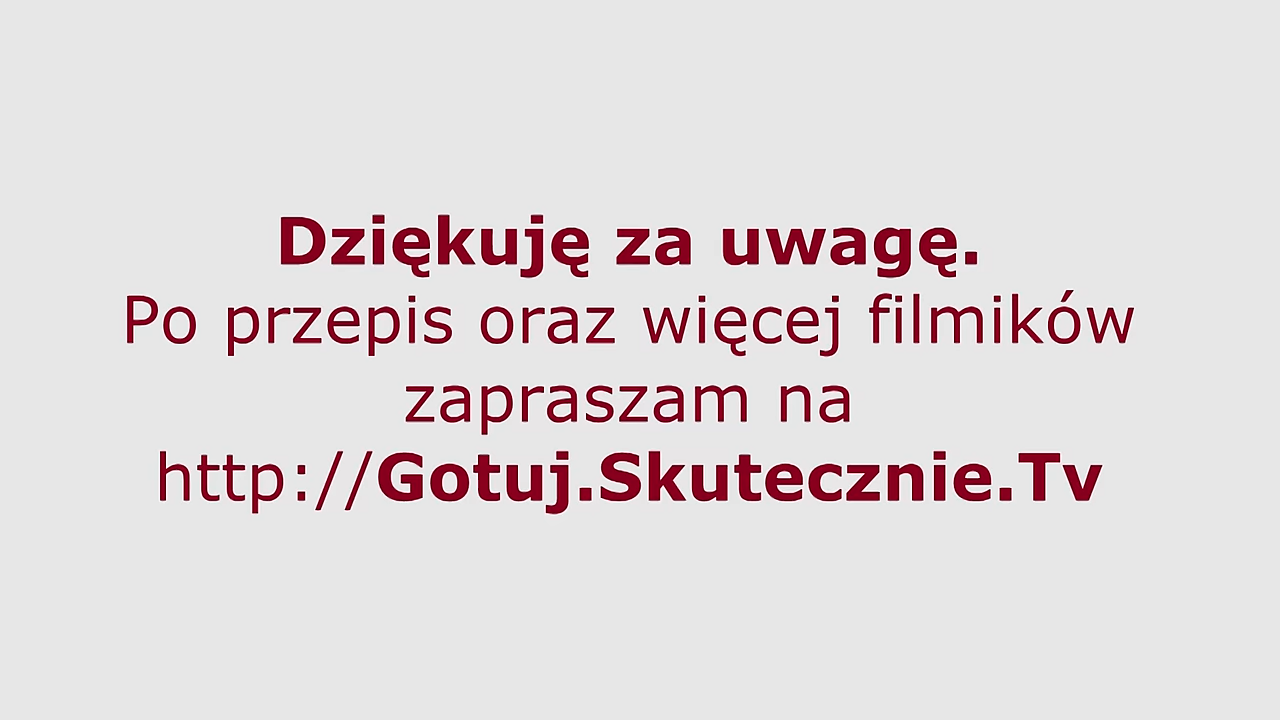 Dziękuję za uwagę.
Po przepis oraz więcej filmików
zapraszam na
http://Gotuj.Skutecznie.Tv